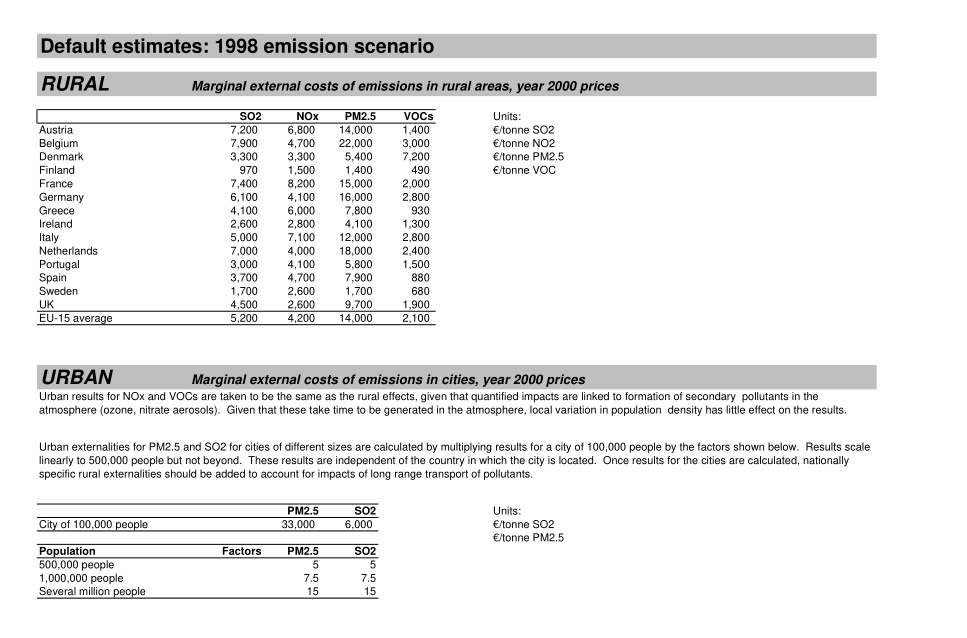 Default estimates: 1998 emission scenario
RURAL Marginal external costs of emissions in rural areas, year 2000 prices
SO2 NOx PM2.5 VOCs Units:
Austria 7,200 6,800 14,000 1,400 €/tonne SO2
Belgium 7,900 4,700 22,000 3,000 €/tonne NO2
Denmark 3,300 3,300 5,400 7,200 €/tonne PM2.5
Finland 970 1,500 1,400 490 €/tonne VOC
France 7,400 8,200 15,000 2,000
Germany 6,100 4,100 16,000 2,800
Greece 4,100 6,000 7,800 930
Ireland 2,600 2,800 4,100 1,300
Italy 5,000 7,100 12,000 2,800
Netherlands 7,000 4,000 18,000 2,400
Portugal 3,000 4,100 5,800 1,500
Spain 3,700 4,700 7,900 880
Sweden 1,700 2,600 1,700 680
UK 4,500 2,600 9,700 1,900
EU-15 average 5,200 4,200 14,000 2,100
URBAN Marginal external costs of emissions in cities, year 2000 prices
Urban results for NOx and VOCs are taken to be the same as the rural effects, given that quantified impacts are linked to formation of secondary pollutants in the
atmosphere (ozone, nitrate aerosols). Given that these take time to be generated in the atmosphere, local variation in population density has little effect on the results.
Urban externalities for PM2.5 and SO2 for cities of different sizes are calculated by multiplying results for a city of 100,000 people by the factors shown below. Results scale
linearly to 500,000 people but not beyond. These results are independent of the country in which the city is located. Once results for the cities are calculated, nationally
specific rural externalities should be added to account for impacts of long range transport of pollutants.
PM2.5 SO2 Units:
City of 100,000 people 33,000 6,000 €/tonne SO2
€/tonne PM2.5
Population Factors PM2.5 SO2
500,000 people 5 5
1,000,000 people 7.5 7.5
Several million people 15 15